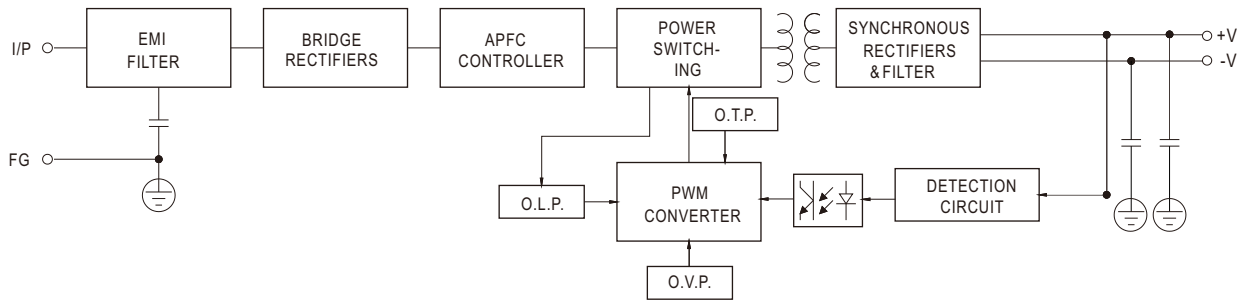 I/P
EMI
FILTER
BRIDGE
RECTIFIERS
APFC
CONTROLLER
POWER
SWITCH-
ING
SYNCHRONOUS
RECTIFIERS
&FILTER
+V
-V
FG
O.T.P.
O.L.P.
PWM
CONVERTER
DETECTION
CIRCUIT
O.V.P.